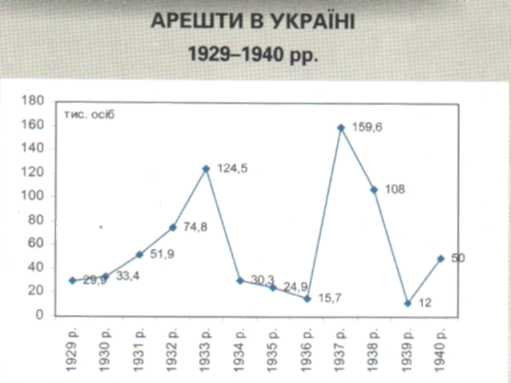 АРЕШТИ В УКРАЇНІ
1929–1940 рр.
тис. осіб
180
160
140
120
100
80
60
40
20
0
29,9
33,4
51,9
74,8
124,5
30,3
24,9
15,7
159,6
108
12
50
1929 р.
1930 р.
1931 р.
1932 р.
1933 р.
1934 р.
1935 р.
1936 р.
1937 р.
1938 р.
1939 р.
1940 р.